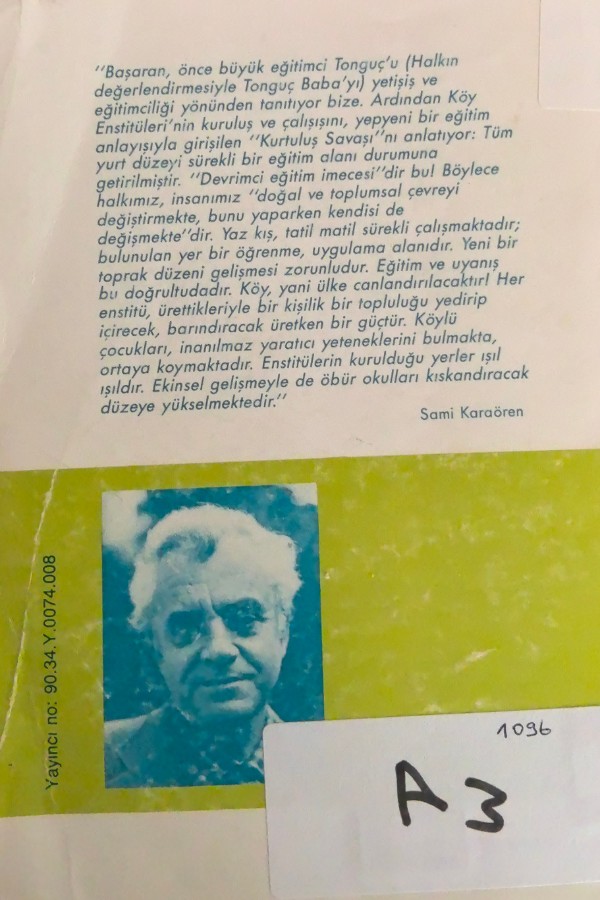 "Başaran, önce büyük eğitimci Tonguç'u (Halkın
değerlendirmesiyle Tonguç Baba'yı) yetişiş ve
eğitimciliği yönünden tanıtıyor bize. Ardından Köy
Enstitüleri'nin kuruluş ve çalışışını, yepyeni bir eğitim
anlayışıyla girişilen "Kurtuluş Savaşı"nı anlatıyor: Tüm
yurt düzeyi sürekli bir eğitim alanı durumuna
getirilmiştir. "Devrimci eğitim imecesi"dir bu! Böylece
halkımız, insanımız "doğal ve toplumsal çevreyi
değiştirmekte, bunu yaparken kendisi de
değişmekte"dir. Yaz kış, tatil matil sürekli çalışmaktadır;
bulunulan yer bir öğrenme, uygulama alanıdır. Yeni bir
toprak düzeni gelişmesi zorunludur. Eğitim ve uyanış
bu doğrultudadır. Köy, yani ülke canlandırılacaktır! Her
enstitü, ürettikleriyle bir kişilik bir topluluğu yedirip
içirecek, barındıracak üretken bir güçtür. Köylü
çocukları, inanılmaz yaratıcı yeteneklerini bulmakta,
ortaya koymaktadır. Enstitülerin kurulduğu yerler ışıl
ışıldır. Ekinsel gelişmeyle de öbür okulları kıskandıracak
düzeye yükselmektedir."
Sami Karaören
Yayıncı no: 90.34.Y.0074.008
1096
A3